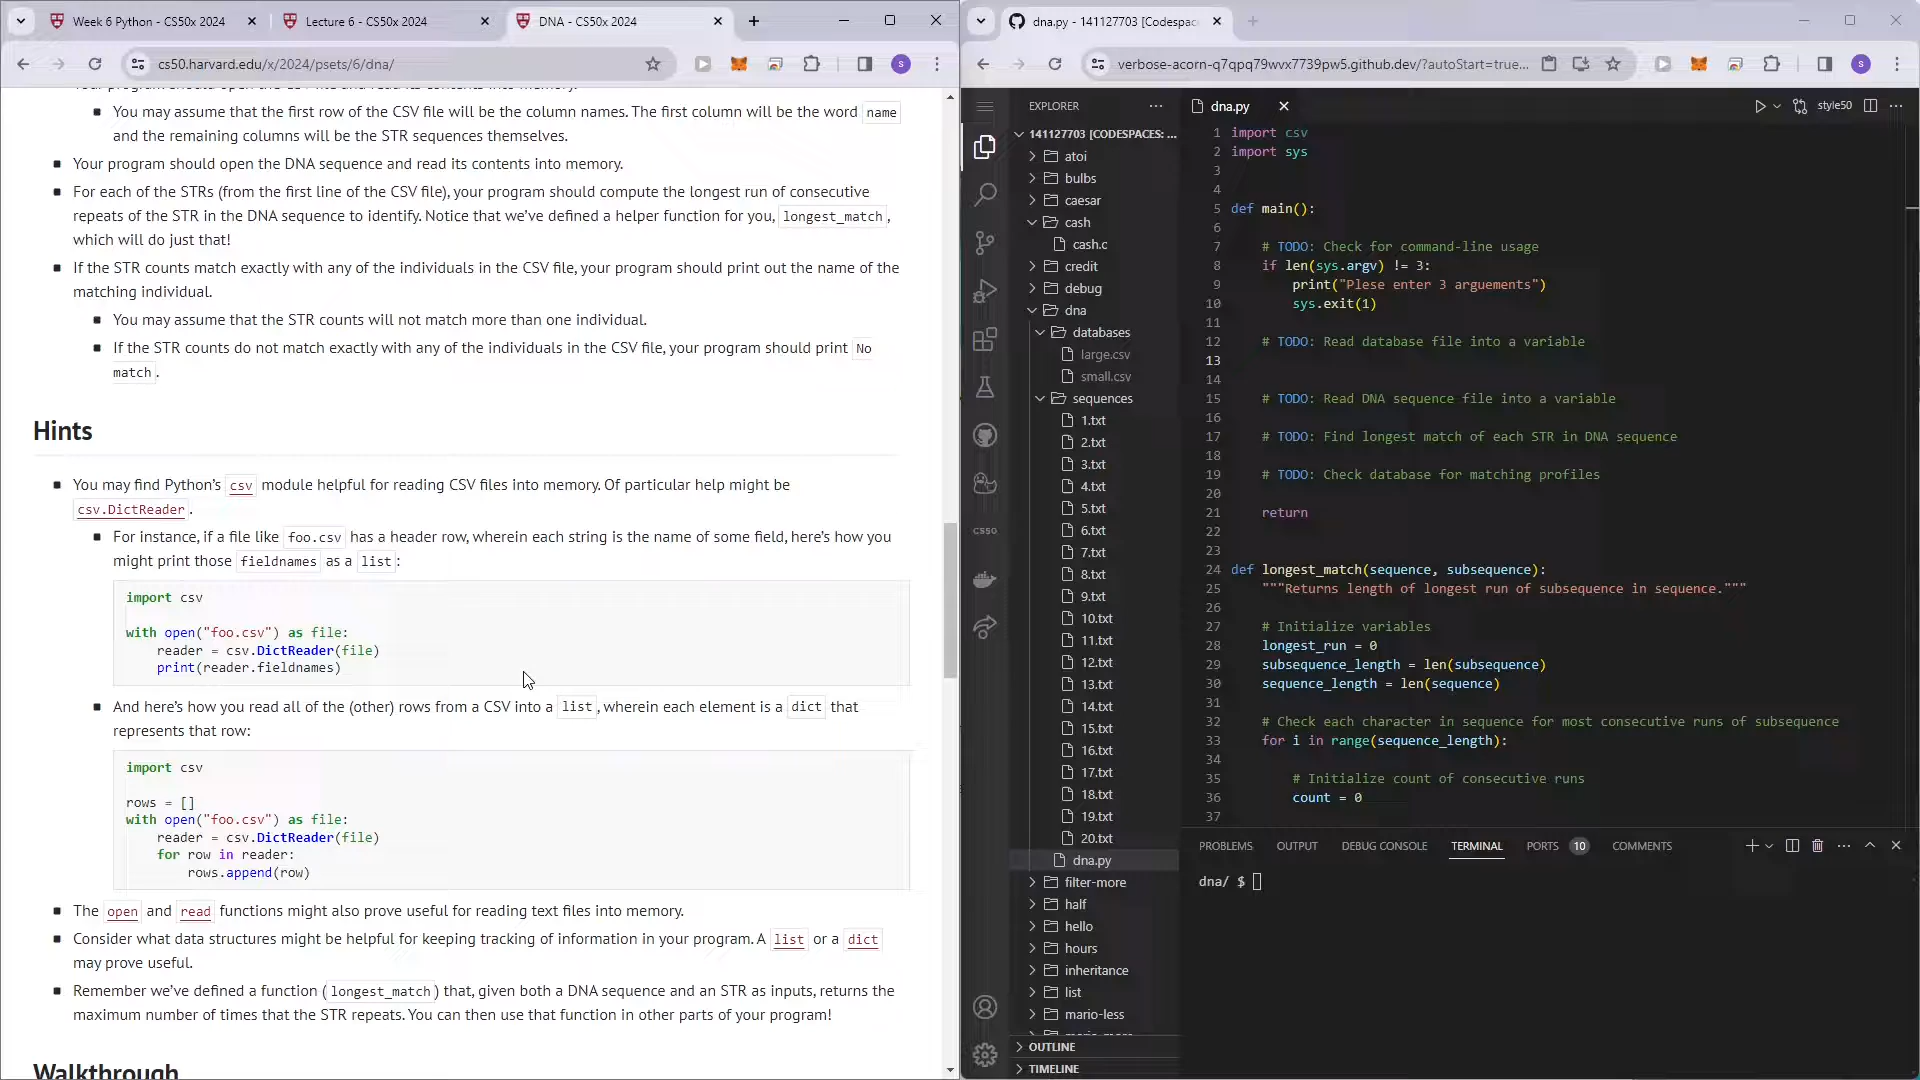 Week 6 Python - CS50x 2024
Lecture 6 - CS50x 2024
DNA - CS50x 2024
cs50.harvard.edu/x/2024/psets/6/dna/
S
You may assume that the first row of the CSV file will be the column names. The first column will be the word name
and the remaining columns will be the STR sequences themselves.
Your program should open the DNA sequence and read its contents into memory.
For each of the STRs (from the first line of the CSV file), your program should compute the longest run of consecutive
repeats of the STR in the DNA sequence to identify. Notice that we've defined a helper function for you, longest_match,
which will do just that!
If the STR counts match exactly with any of the individuals in the CSV file, your program should print out the name of the
matching individual.
You may assume that the STR counts will not match more than one individual.
If the STR counts do not match exactly with any of the individuals in the CSV file, your program should print No
match.
Hints
You may find Python's csv module helpful for reading CSV files into memory. Of particular help might be
csv.DictReader.
For instance, if a file like foo.csv has a header row, wherein each string is the name of some field, here's how you
might print those fieldnames as a list:
import csv
with open("foo.csv") as file:
reader = csv.DictReader(file)
print(reader.fieldnames)
And here's how you read all of the (other) rows from a CSV into a list, wherein each element is a dict that
represents that row:
import csv
rows = []
with open("foo.csv") as file:
reader = csv.DictReader(file)
for row in reader:
rows.append(row)
The open and read functions might also prove useful for reading text files into memory.
Consider what data structures might be helpful for keeping tracking of information in your program. A list or a dict
may prove useful.
Remember we've defined a function (longest_match) that, given both a DNA sequence and an STR as inputs, returns the
maximum number of times that the STR repeats. You can then use that function in other parts of your program!
Walkthrough
dna.py - 141127703 [Codespac
verbose-acorn-q7qpq79wvx7739pw5.github.dev/?autoStart=true...
S
EXPLORER
141127703 [CODESPACES: ...
atoi
bulbs
caesar
cash
cash.c
credit
debug
dna
databases
large.csv
small.csv
sequences
1.txt
2.txt
3.txt
4.txt
5.txt
6.txt
7.txt
8.txt
9.txt
10.txt
11.txt
12.txt
13.txt
14.txt
15.txt
16.txt
17.txt
18.txt
19.txt
20.txt
dna.py
filter-more
half
hello
hours
inheritance
list
mario-less
OUTLINE
TIMELINE
CS50
dna.py
style50
1 import csv
2 import sys
3
4
5 def main():
6
7 # TODO: Check for command-line usage
8 if len(sys.argv) != 3:
9 print("Plese enter 3 arguements")
10 sys.exit(1)
11
12 # TODO: Read database file into a variable
13
14
15 # TODO: Read DNA sequence file into a variable
16
17 # TODO: Find longest match of each STR in DNA sequence
18
19 # TODO: Check database for matching profiles
20
21 return
22
23
24 def longest_match(sequence, subsequence):
25 """Returns length of longest run of subsequence in sequence."""
26
27 # Initialize variables
28 longest_run = 0
29 subsequence_length = len(subsequence)
30 sequence_length = len(sequence)
31
32 # Check each character in sequence for most consecutive runs of subsequence
33 for i in range(sequence_length):
34
35 # Initialize count of consecutive runs
36 count = 0
37
PROBLEMS OUTPUT DEBUG CONSOLE TERMINAL PORTS 10 COMMENTS
dna/ $